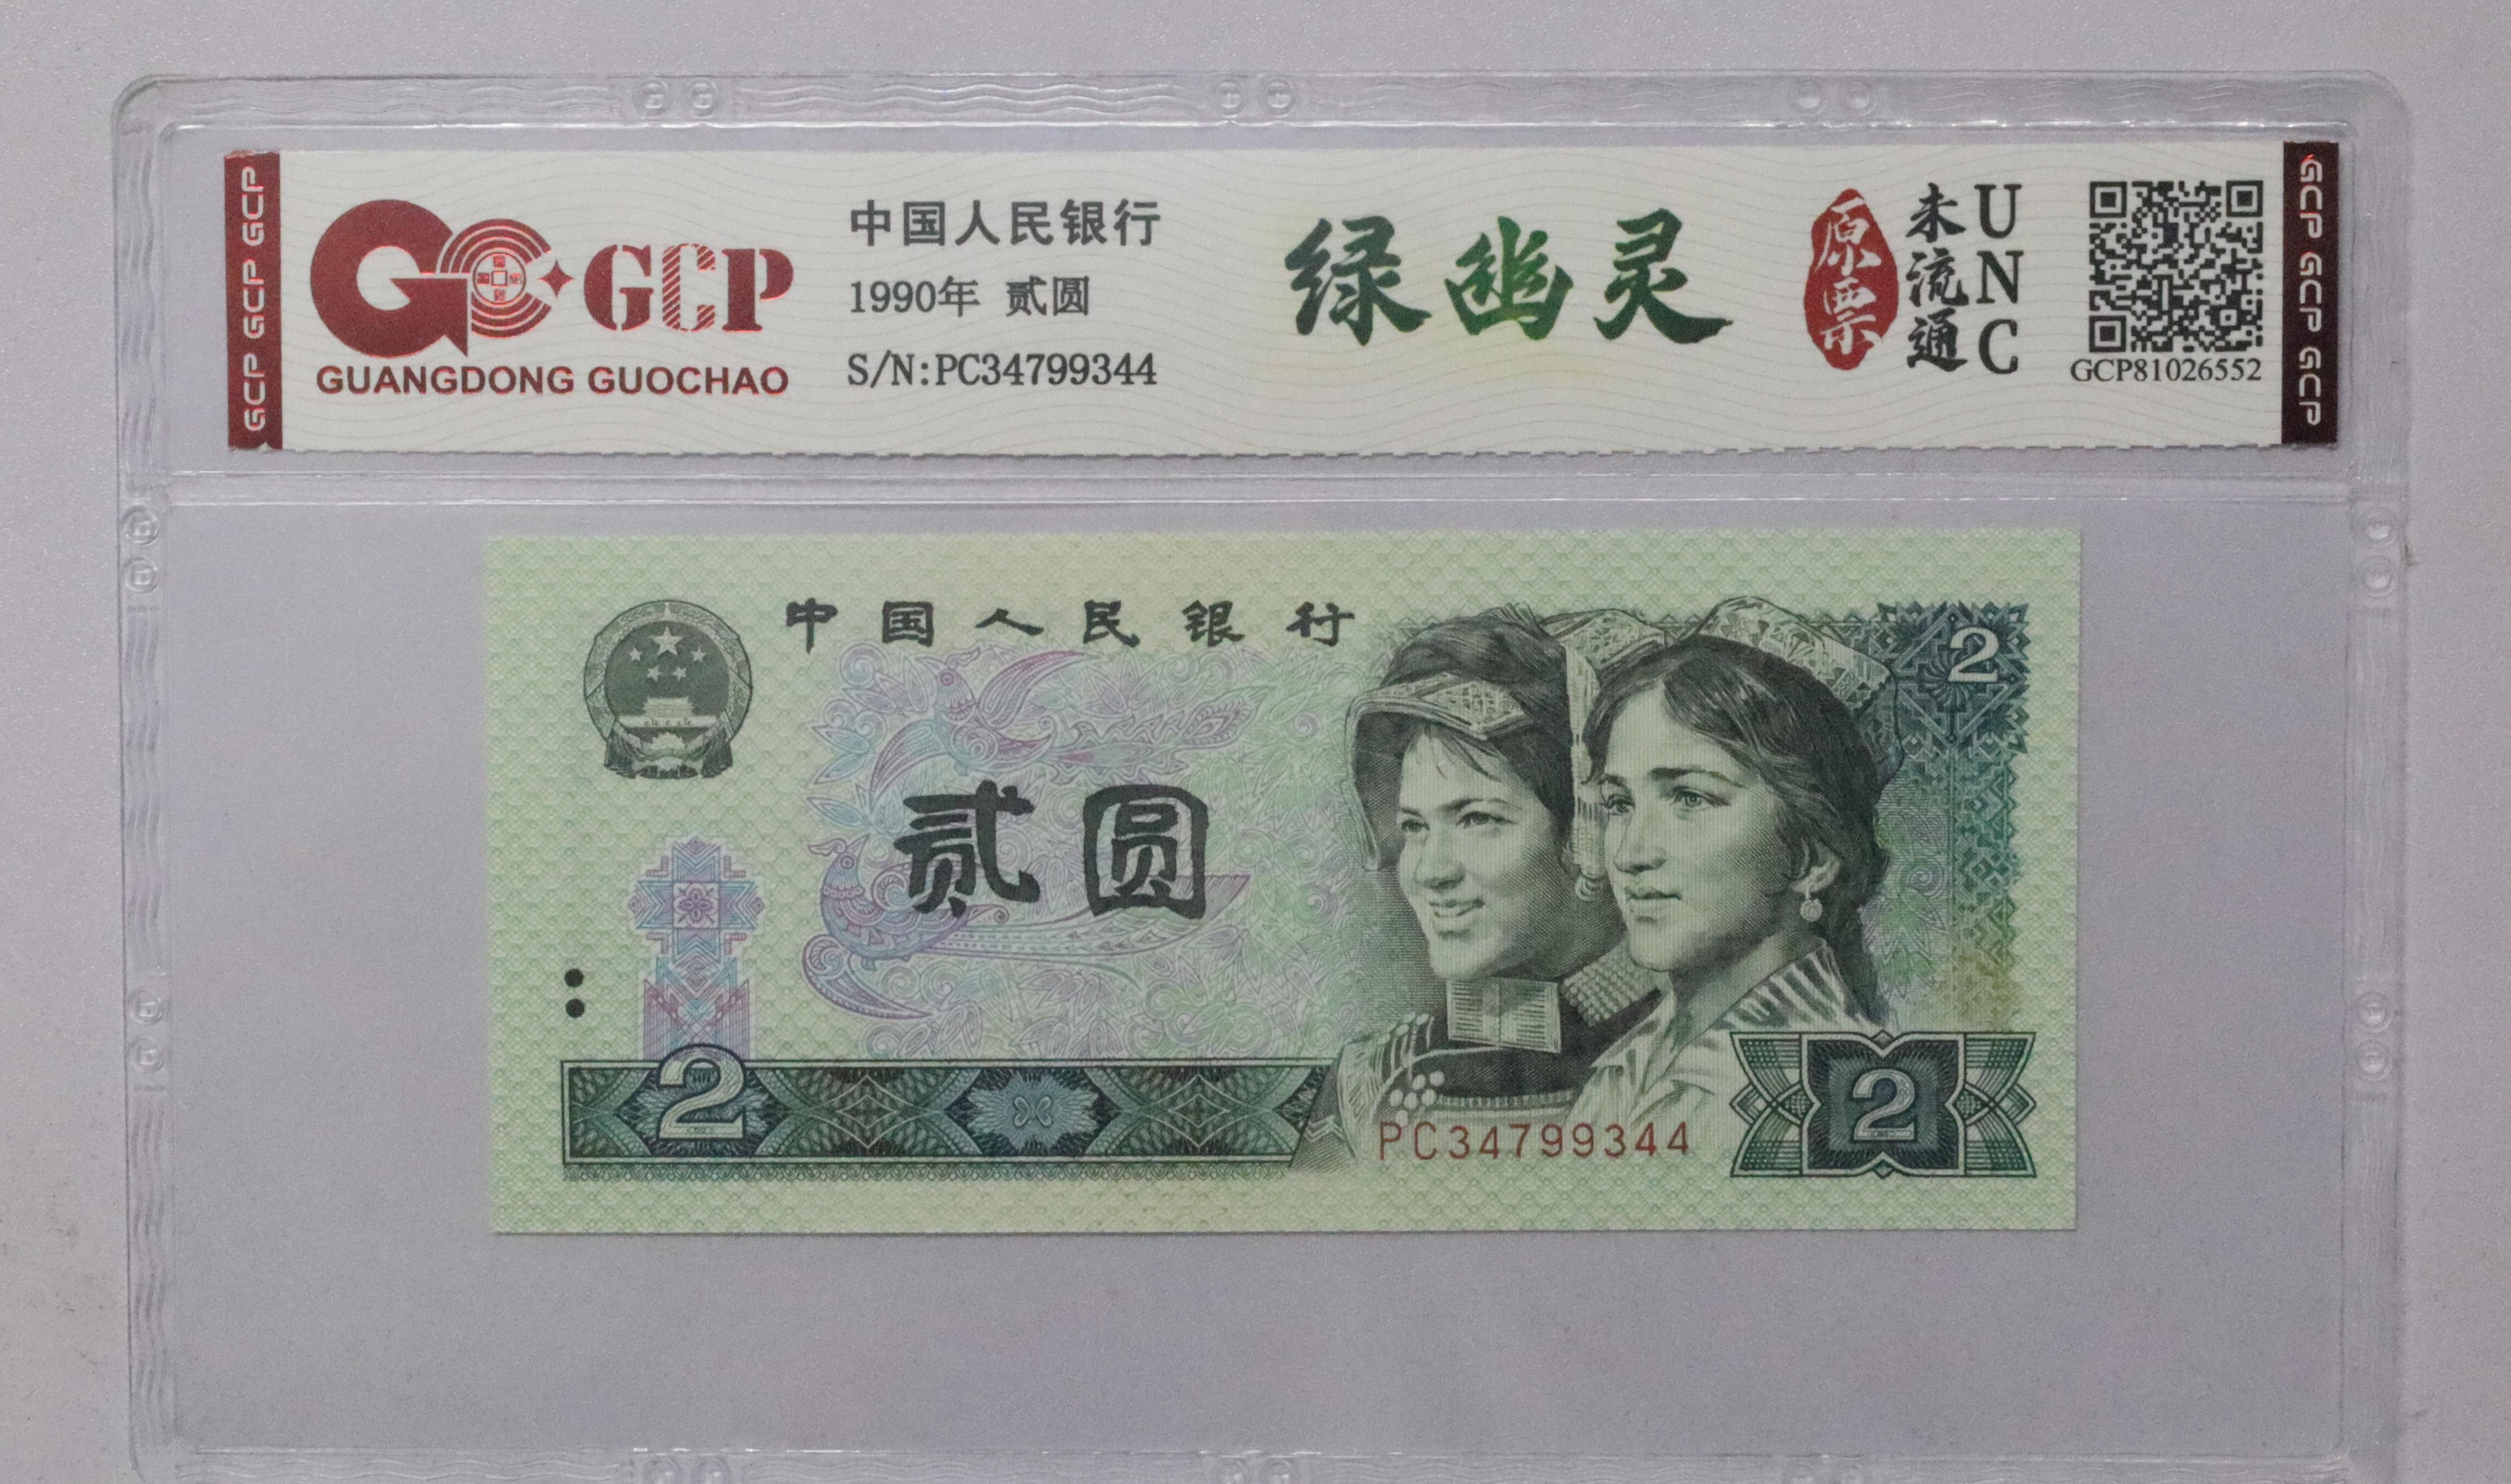 GCP GCP GCP
GCP
GUANGDONG GUOCHAO
中国人民银行
1990年 贰圆
S/N:PC34799344
绿幽灵
原票
未流通
UNC
GCP81026552
GCP GCP GCP
中国人民银行
2
贰圆
2
PC34799344
2